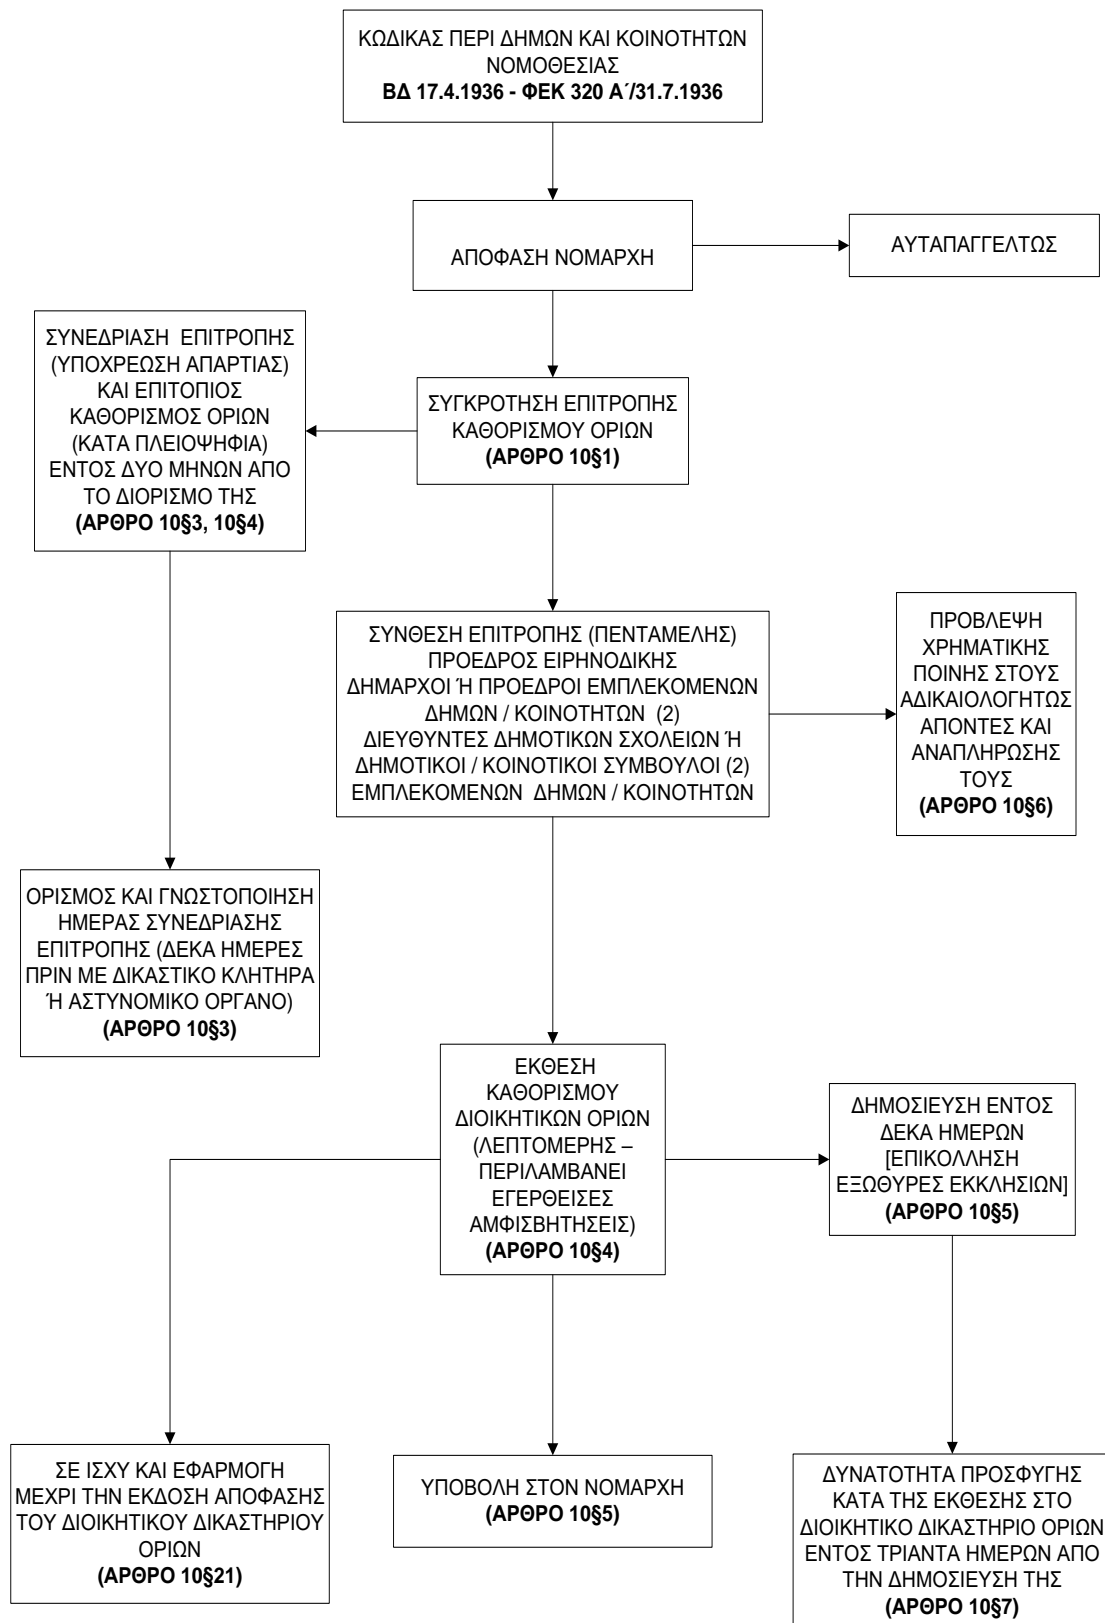 ΚΩΔΙΚΑΣ ΠΕΡΙ ΔΗΜΩΝ ΚΑΙ ΚΟΙΝΟΤΗΤΩΝ
ΝΟΜΟΘΕΣΙΑΣ
ΒΔ 17.4.1936 - ΦΕΚ 320 Α΄/31.7.1936
ΑΠΟΦΑΣΗ ΝΟΜΑΡΧΗ
ΑΥΤΑΠΑΓΓΕΛΤΩΣ
ΣΥΝΕΔΡΙΑΣΗ ΕΠΙΤΡΟΠΗΣ
(ΥΠΟΧΡΕΩΣΗ ΑΠΑΡΤΙΑΣ)
ΚΑΙ ΕΠΙΤΟΠΙΟΣ
ΚΑΘΟΡΙΣΜΟΣ ΟΡΙΩΝ
(ΚΑΤΑ ΠΛΕΙΟΨΗΦΙΑ)
ΕΝΤΟΣ ΔΥΟ ΜΗΝΩΝ ΑΠΟ
ΤΟ ΔΙΟΡΙΣΜΟ ΤΗΣ
(ΑΡΘΡΟ 10§3, 10§4)
ΣΥΓΚΡΟΤΗΣΗ ΕΠΙΤΡΟΠΗΣ
ΚΑΘΟΡΙΣΜΟΥ ΟΡΙΩΝ
(ΑΡΘΡΟ 10§1)
ΣΥΝΘΕΣΗ ΕΠΙΤΡΟΠΗΣ (ΠΕΝΤΑΜΕΛΗΣ)
ΠΡΟΕΔΡΟΣ ΕΙΡΗΝΟΔΙΚΗΣ
ΔΗΜΑΡΧΟΙ Ή ΠΡΟΕΔΡΟΙ ΕΜΠΛΕΚΟΜΕΝΩΝ
ΔΗΜΩΝ / ΚΟΙΝΟΤΗΤΩΝ (2)
ΔΙΕΥΘΥΝΤΕΣ ΔΗΜΟΤΙΚΩΝ ΣΧΟΛΕΙΩΝ Ή
ΔΗΜΟΤΙΚΟΙ / ΚΟΙΝΟΤΙΚΟΙ ΣΥΜΒΟΥΛΟΙ (2)
ΕΜΠΛΕΚΟΜΕΝΩΝ ΔΗΜΩΝ / ΚΟΙΝΟΤΗΤΩΝ
ΠΡΟΒΛΕΨΗ
ΧΡΗΜΑΤΙΚΗΣ
ΠΟΙΝΗΣ ΣΤΟΥΣ
ΑΔΙΚΑΙΟΛΟΓΗΤΩΣ
ΑΠΟΝΤΕΣ ΚΑΙ
ΑΝΑΠΛΗΡΩΣΗΣ
ΤΟΥΣ
(ΑΡΘΡΟ 10§6)
ΟΡΙΣΜΟΣ ΚΑΙ ΓΝΩΣΤΟΠΟΙΗΣΗ
ΗΜΕΡΑΣ ΣΥΝΕΔΡΙΑΣΗΣ
ΕΠΙΤΡΟΠΗΣ (ΔΕΚΑ ΗΜΕΡΕΣ
ΠΡΙΝ ΜΕ ΔΙΚΑΣΤΙΚΟ ΚΛΗΤΗΡΑ
Ή ΑΣΤΥΝΟΜΙΚΟ ΟΡΓΑΝΟ)
(ΑΡΘΡΟ 10§3)
ΕΚΘΕΣΗ
ΚΑΘΟΡΙΣΜΟΥ
ΔΙΟΙΚΗΤΙΚΩΝ ΟΡΙΩΝ
(ΛΕΠΤΟΜΕΡΗΣ –
ΠΕΡΙΛΑΜΒΑΝΕΙ
ΕΓΕΡΘΕΙΣΕΣ
ΑΜΦΙΣΒΗΤΗΣΕΙΣ)
(ΑΡΘΡΟ 10§4)
ΔΗΜΟΣΙΕΥΣΗ ΕΝΤΟΣ
ΔΕΚΑ ΗΜΕΡΩΝ
[ΕΠΙΚΟΛΛΗΣΗ
ΕΞΩΘΥΡΕΣ ΕΚΚΛΗΣΙΩΝ]
(ΑΡΘΡΟ 10§5)
ΣΕ ΙΣΧΥ ΚΑΙ ΕΦΑΡΜΟΓΗ
ΜΕΧΡΙ ΤΗΝ ΕΚΔΟΣΗ ΑΠΟΦΑΣΗΣ
ΤΟΥ ΔΙΟΙΚΗΤΙΚΟΥ ΔΙΚΑΣΤΗΡΙΟΥ
ΟΡΙΩΝ
(ΑΡΘΡΟ 10§21)
ΥΠΟΒΟΛΗ ΣΤΟΝ ΝΟΜΑΡΧΗ
(ΑΡΘΡΟ 10§5)
ΔΥΝΑΤΟΤΗΤΑ ΠΡΟΣΦΥΓΗΣ
ΚΑΤΑ ΤΗΣ ΕΚΘΕΣΗΣ ΣΤΟ
ΔΙΟΙΚΗΤΙΚΟ ΔΙΚΑΣΤΗΡΙΟ ΟΡΙΩΝ
ΕΝΤΟΣ ΤΡΙΑΝΤΑ ΗΜΕΡΩΝ ΑΠΟ
ΤΗΝ ΔΗΜΟΣΙΕΥΣΗ ΤΗΣ
(ΑΡΘΡΟ 10§7)